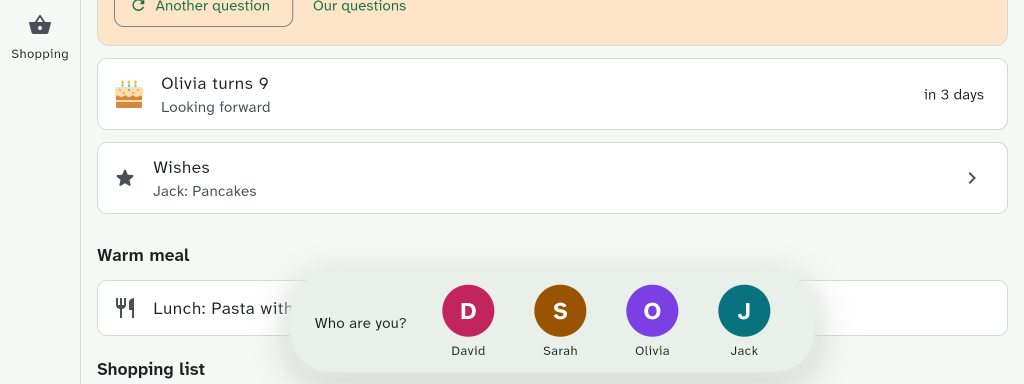 Another question
Our questions
Shopping
Olivia turns 9
Looking forward
in 3 days
Wishes
Jack: Pancakes
Warm meal
Lunch: Pasta with
Who are you?
D
S
O
J
David
Sarah
Olivia
Jack
Shopping list